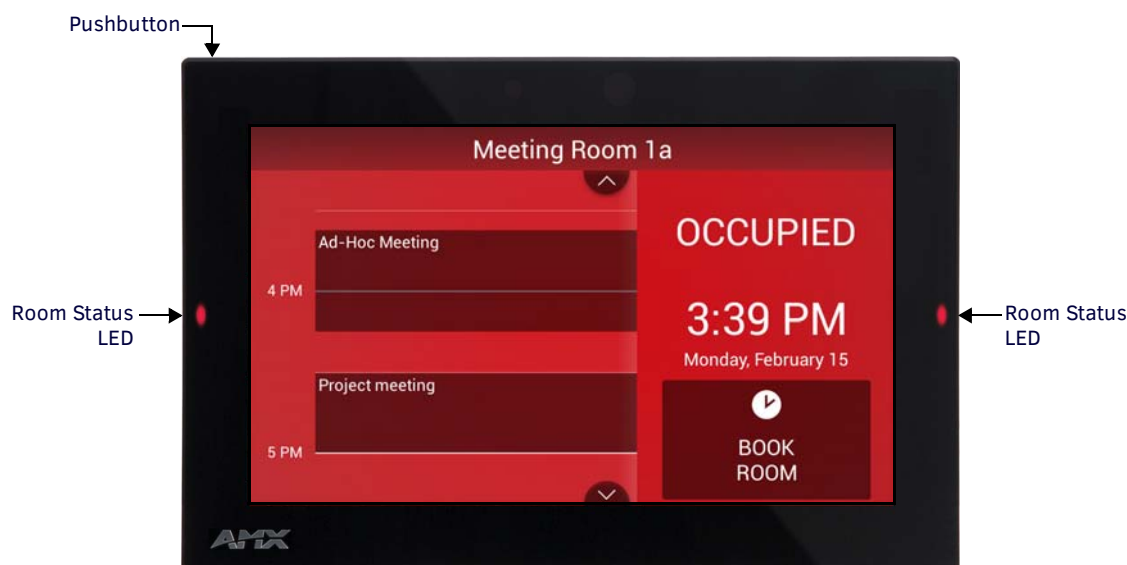 Pushbutton
Meeting Room 1a
Ad-Hoc Meeting
4 PM
Project meeting
5 PM
OCCUPIED
3:39 PM
Monday, February 15
BOOK
ROOM
Room Status
LED
Room Status
LED
AMX